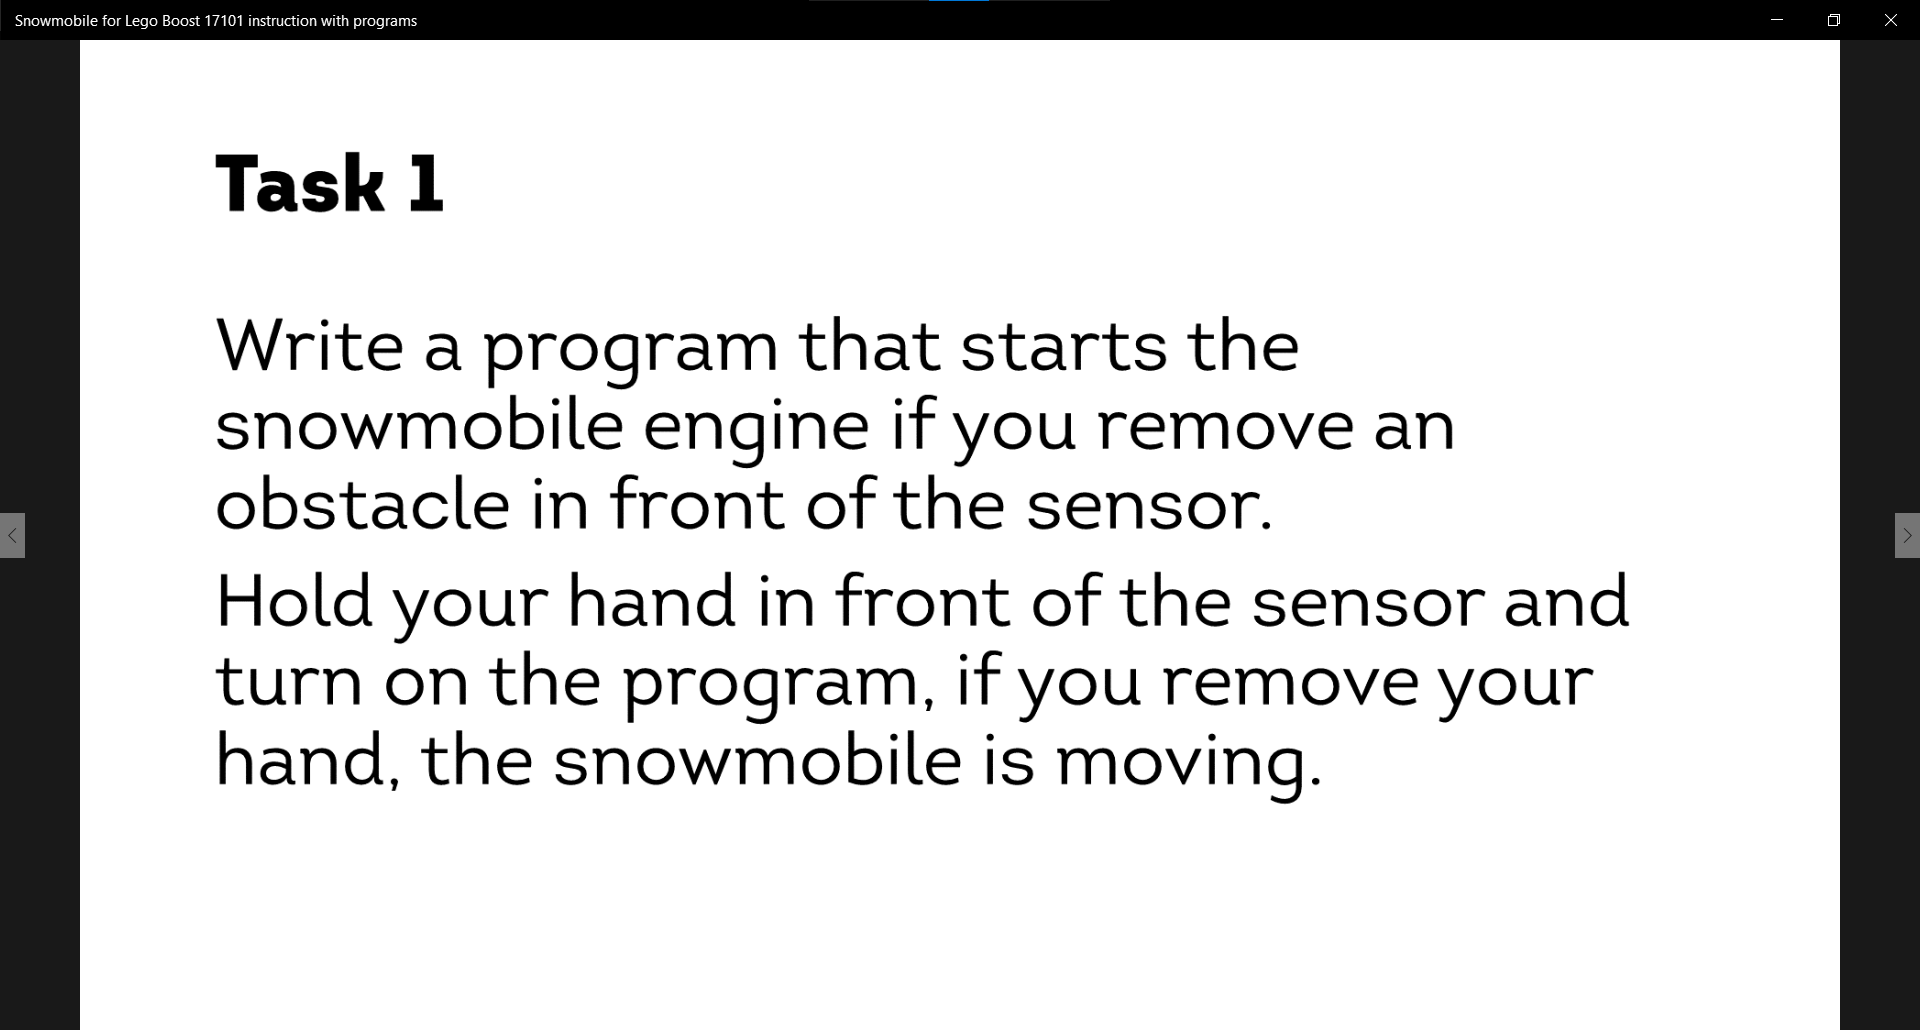 Snowmobile for Lego Boost 17101 instruction with programs
Task 1
Write a program that starts the
snowmobile engine if you remove an
obstacle in front of the sensor.
Hold your hand in front of the sensor and
turn on the program, if you remove your
hand, the snowmobile is moving.